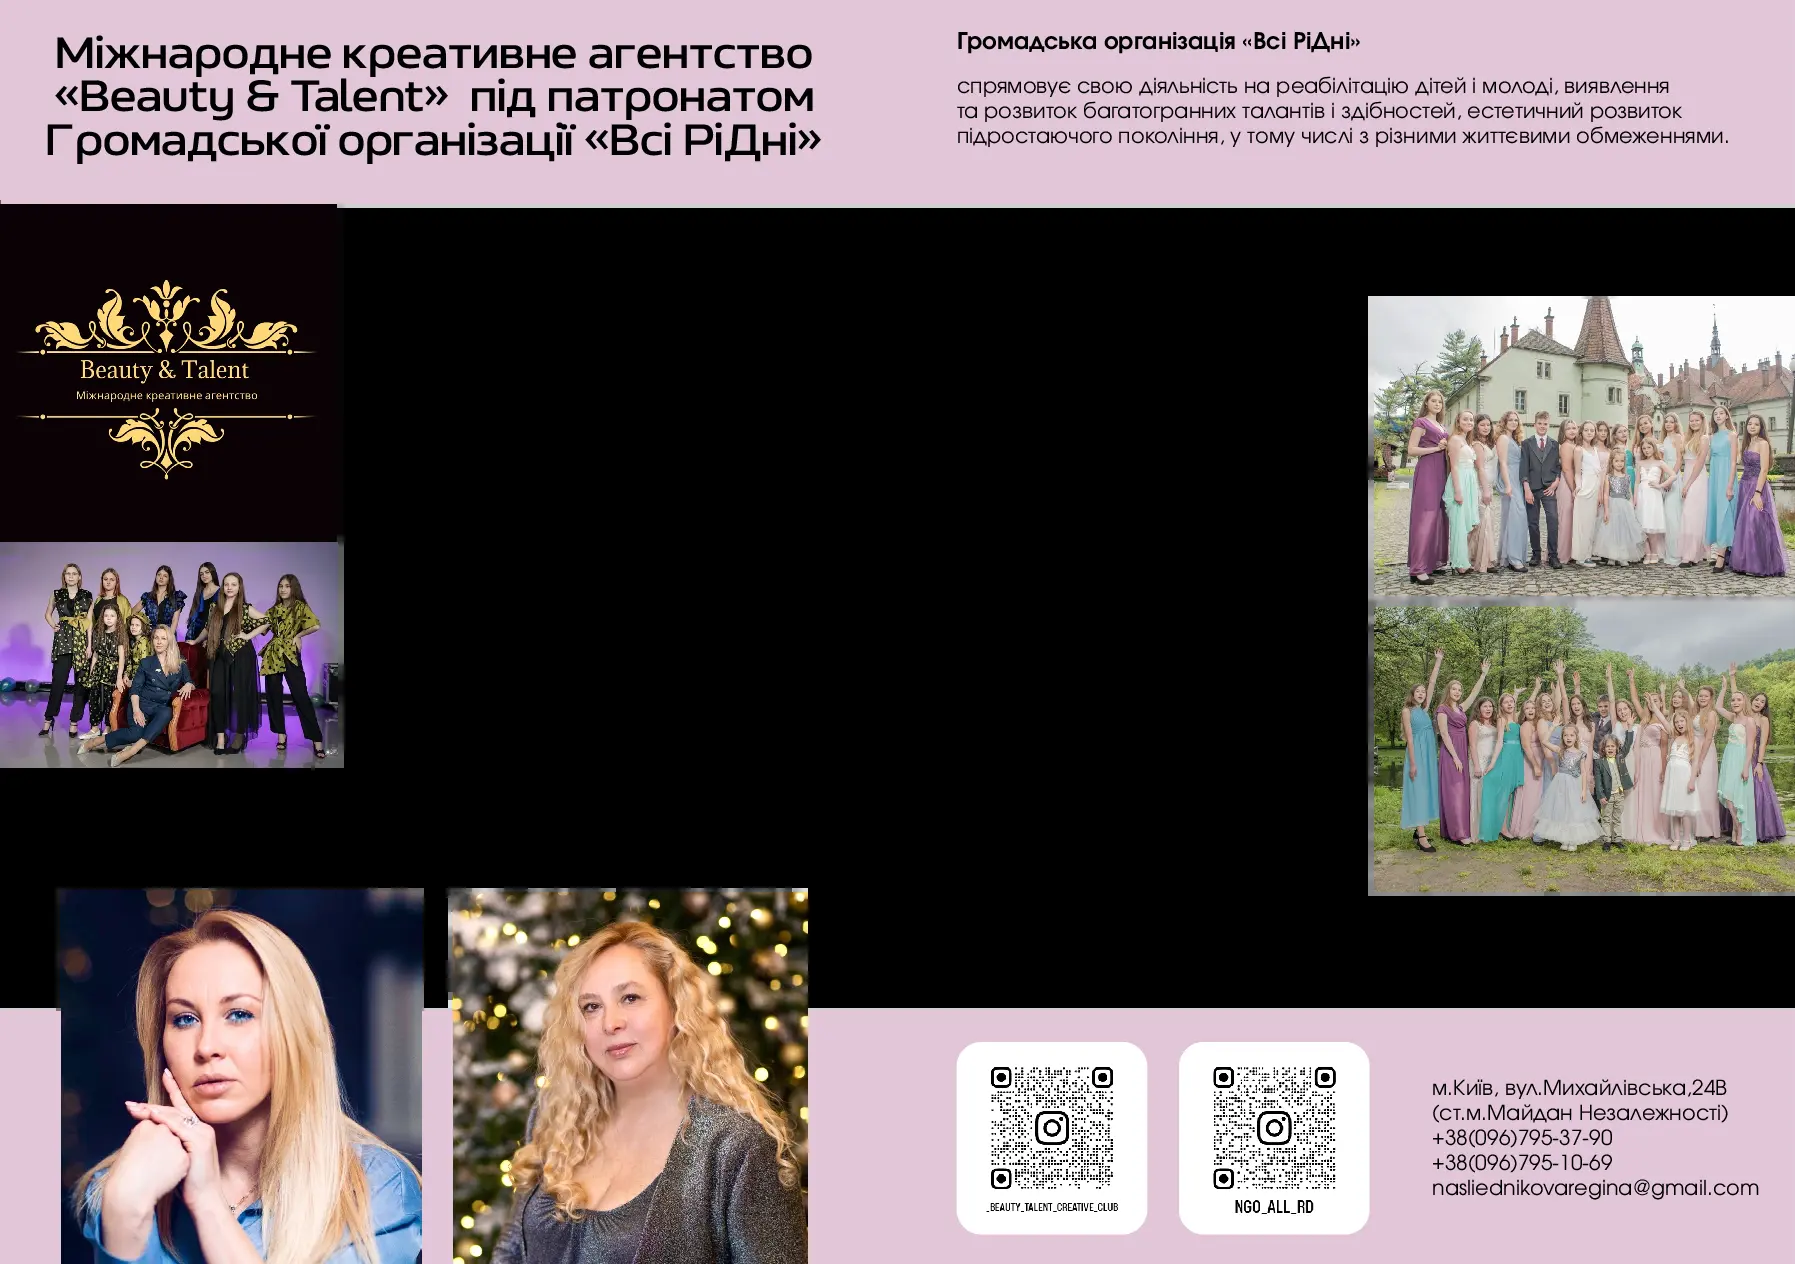 Міжнародне креативне агентство
«Beauty & Talent» під патронатом
Громадської організації «Всі РіДні»
Громадська організація «Всі РіДні»
спрямовує свою діяльність на реабілітацію дітей і молоді, виявлення
та розвиток багатогранних талантів і здібностей, естетичний розвиток
підростаючого покоління, у тому числі з різними життєвими обмеженнями.
Beauty & Talent
Міжнародне креативне агентство
_BEAUTY_TALENT_CREATIVE_CLUB
NGO_ALL_RD
м.Київ, вул.Михайлівська,24В
(ст.м.Майдан Незалежності)
+38(096)795-37-90
+38(096)795-10-69
nasliednikovaregina@gmail.com